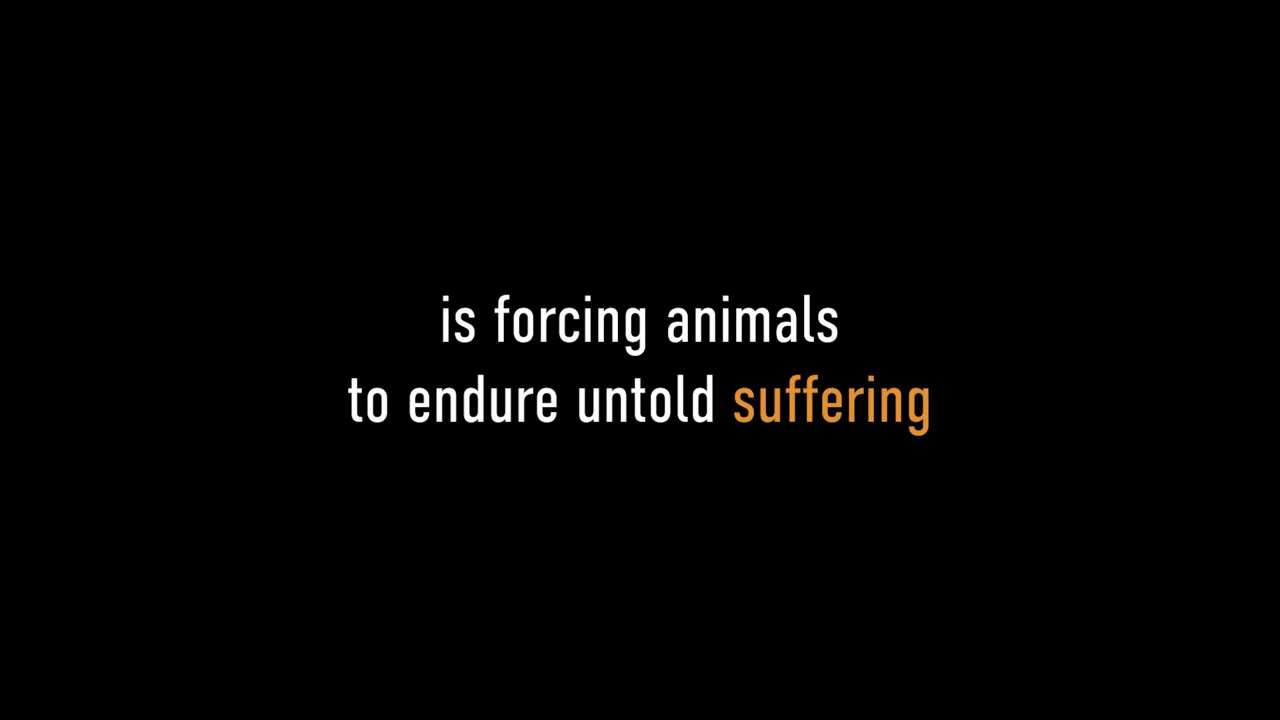 is forcing animals
to endure untold suffering